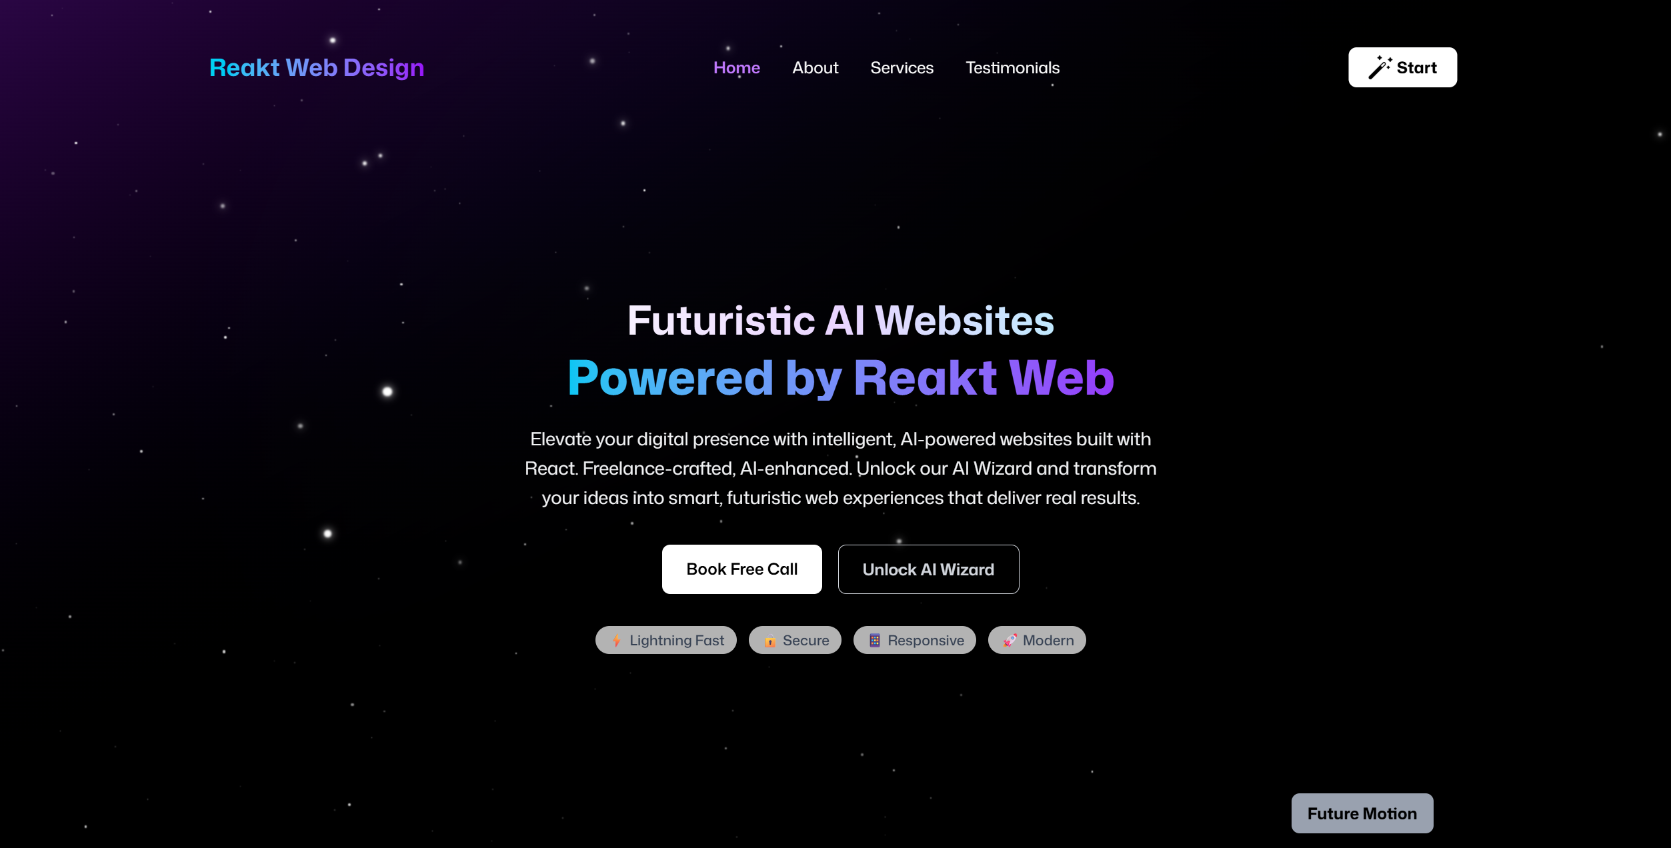 Reakt Web Design
Home
About
Services
Testimonials
Start
Futuristic AI Websites
Powered by Reakt Web
Elevate your digital presence with intelligent, AI-powered websites built with
React. Freelance-crafted, AI-enhanced. Unlock our AI Wizard and transform
your ideas into smart, futuristic web experiences that deliver real results.
Book Free Call
Unlock AI Wizard
Lightning Fast
Secure
Responsive
Modern
Future Motion